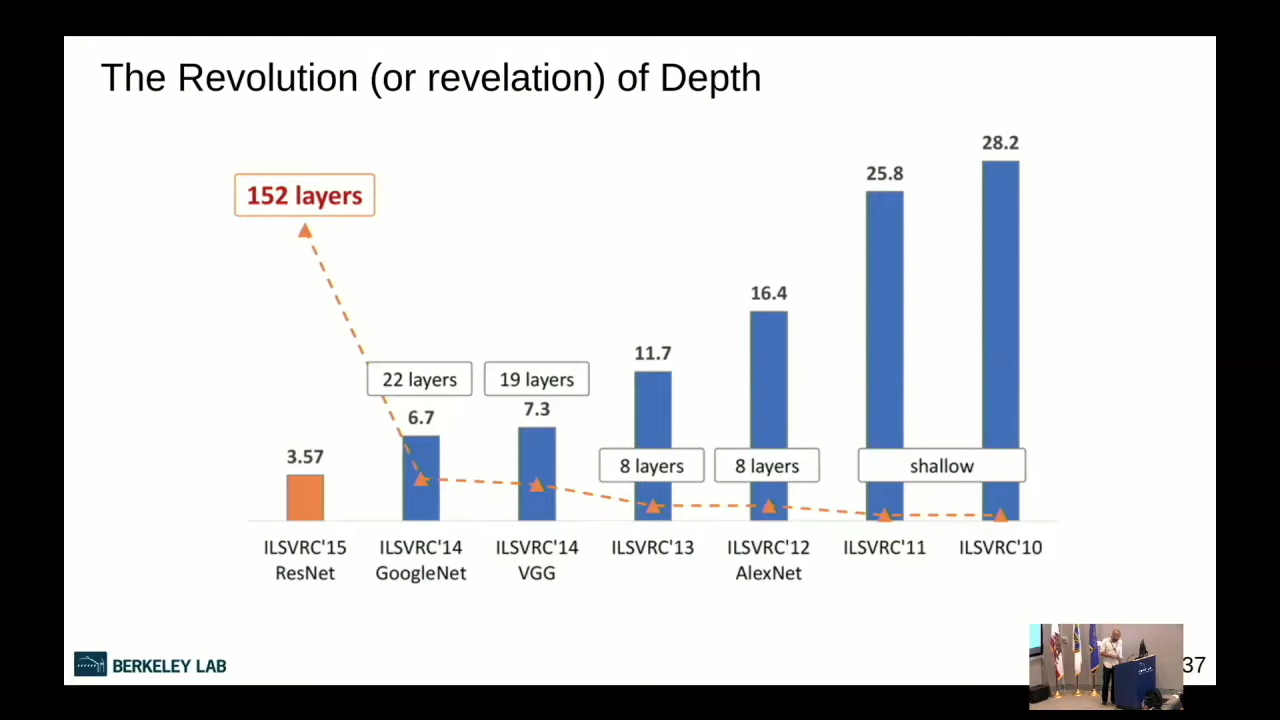 The Revolution (or revelation) of Depth
28.2
25.8
152 layers
16.4
11.7
22 layers
19 layers
6.7
7.3
3.57
8 layers
8 layers
shallow
ILSVRC'15
ResNet
ILSVRC'14
GoogleNet
ILSVRC'14
VGG
ILSVRC'13
ILSVRC'12
AlexNet
ILSVRC'11
ILSVRC'10
BERKELEY LAB
37